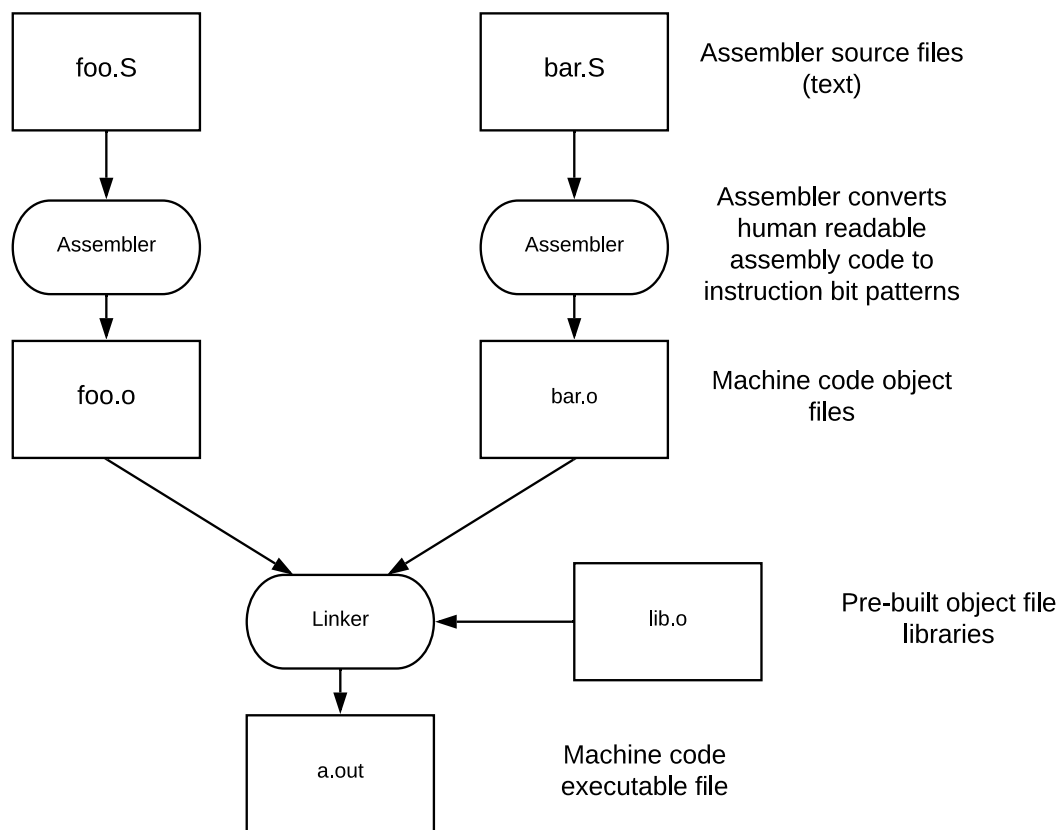 foo.S
bar.S
Assembler source files
(text)
Assembler
Assembler
Assembler converts
human readable
assembly code to
instruction bit patterns
foo.o
bar.o
Machine code object
files
Linker
lib.o
Pre-built object file
libraries
a.out
Machine code
executable file